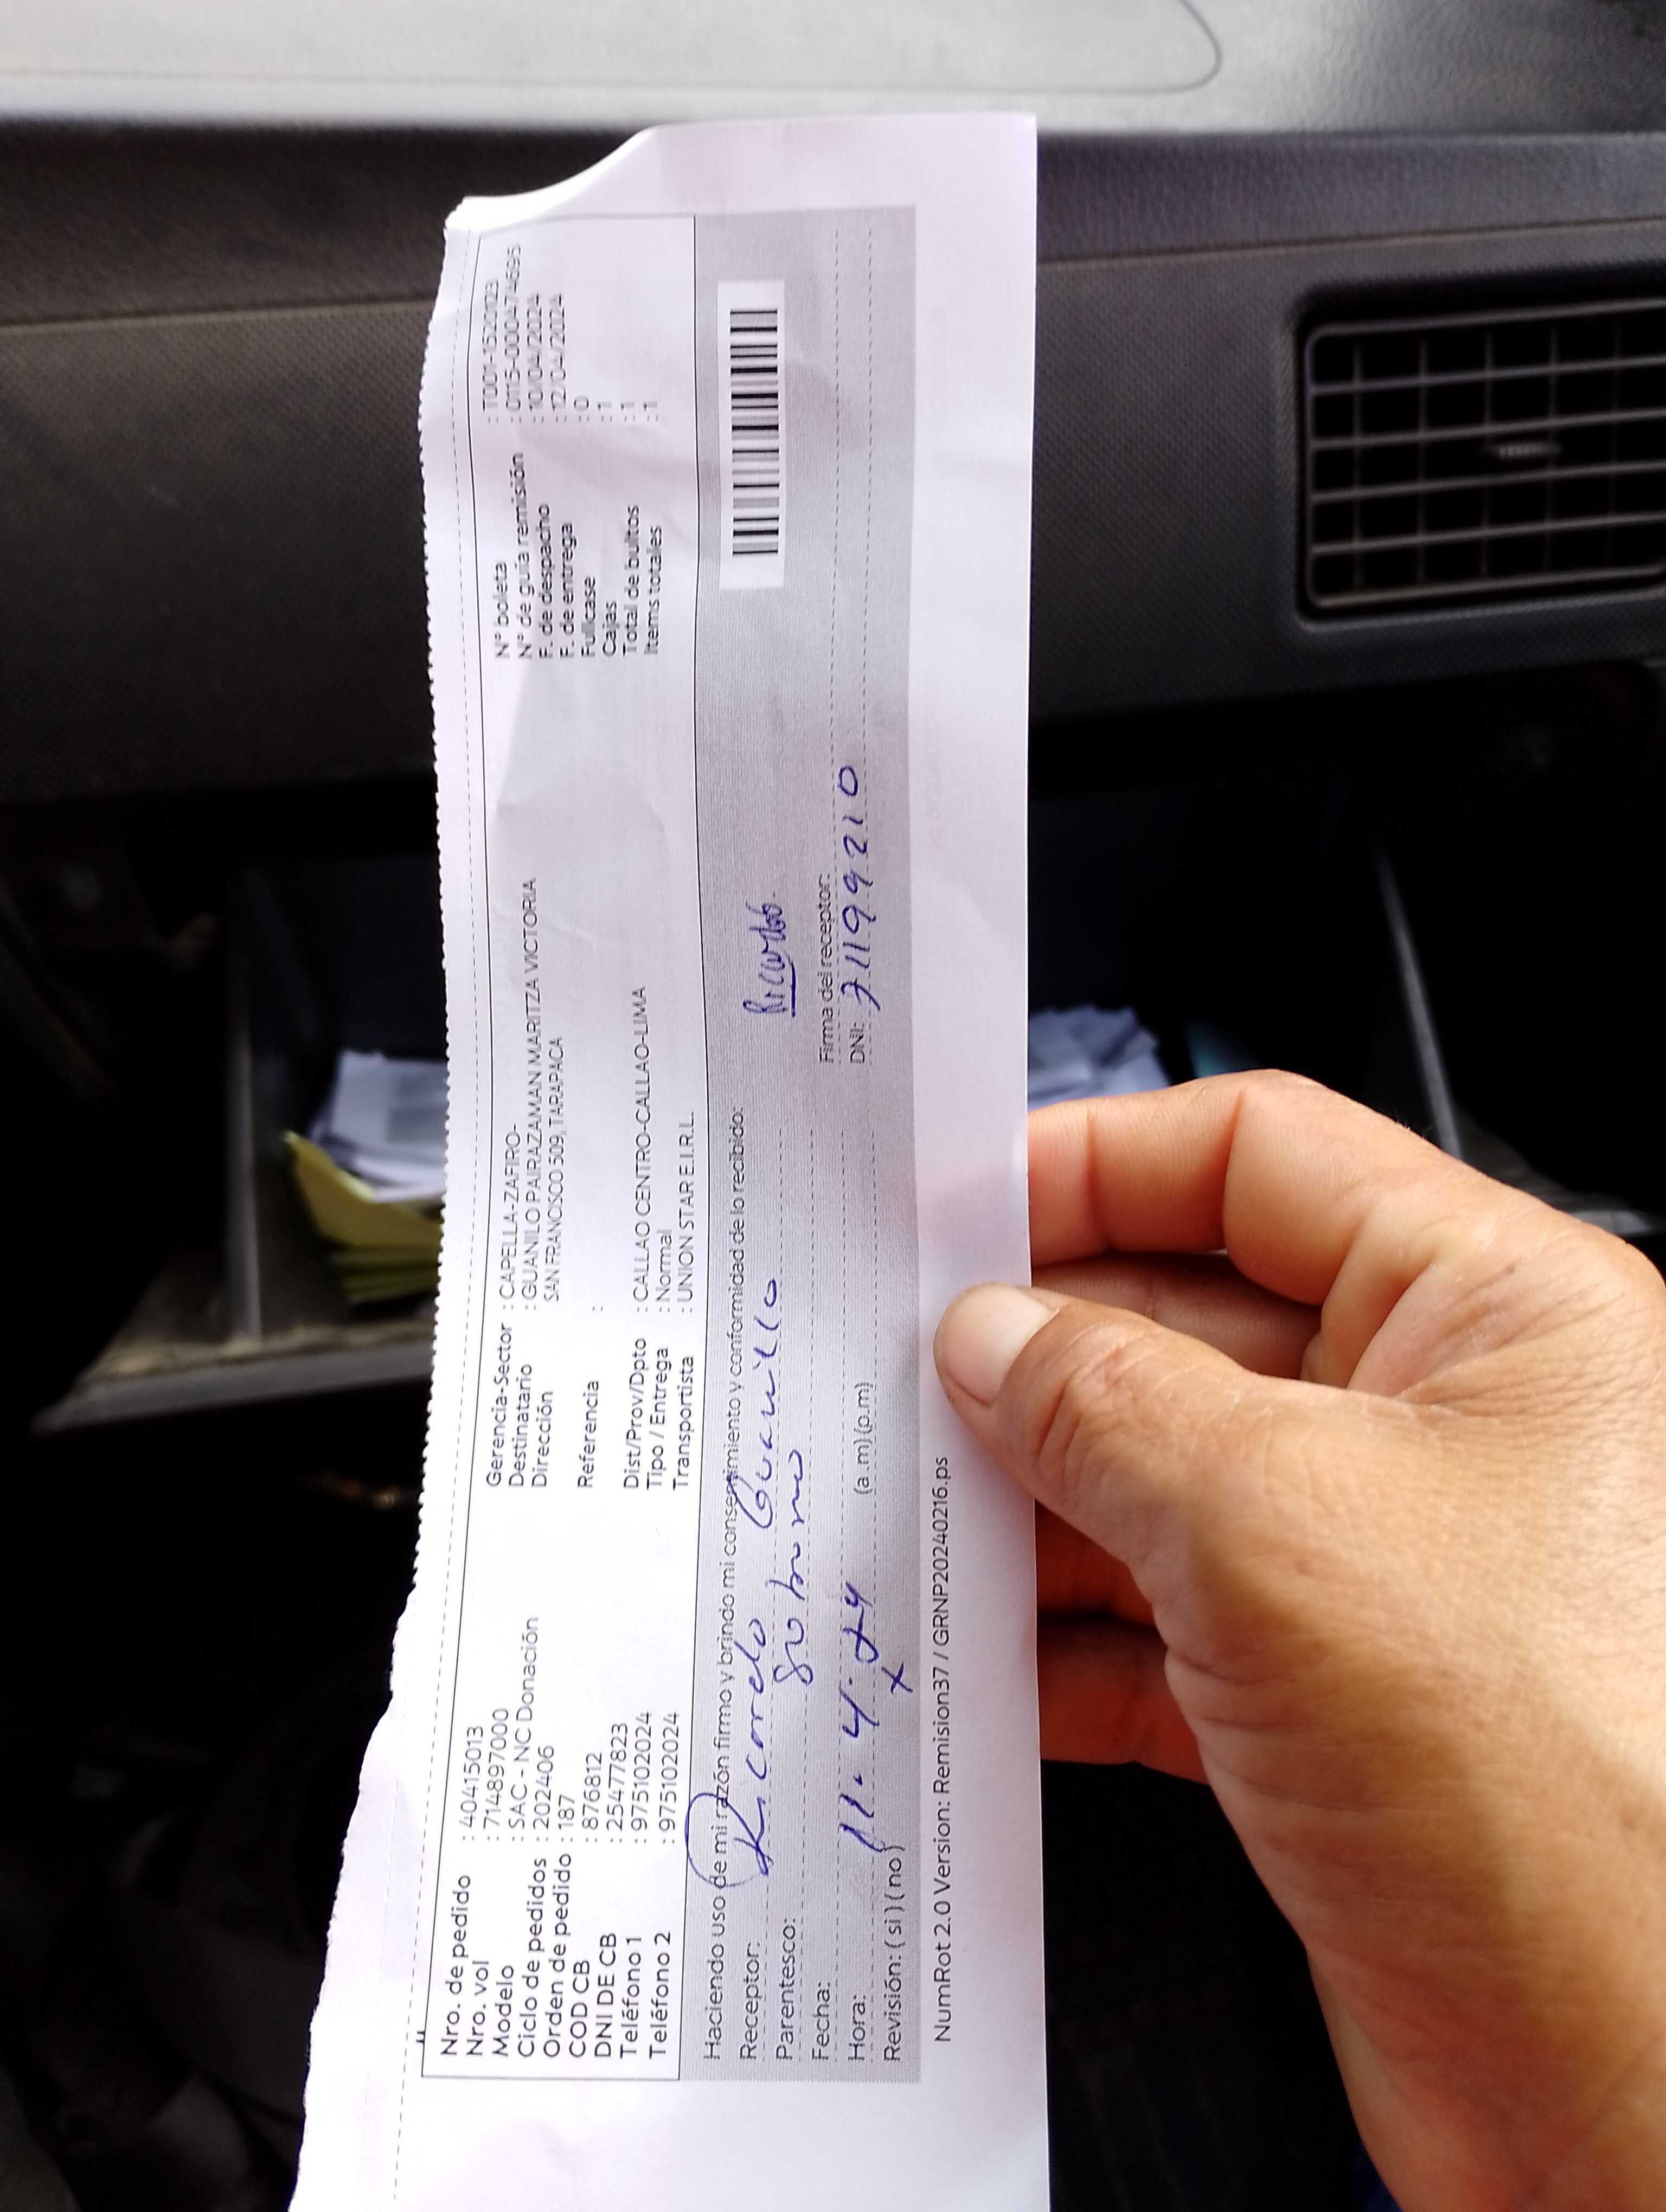 Nro. de pedido : 40415013
Nro. vol : 714897000
Modelo : SAC - NC Donación
Ciclo de pedidos : 202406
Orden de pedido : 187
COD CB : 876812
DNI DE CB : 25477823
Teléfono 1 : 975102024
Teléfono 2 : 975102024
Gerencia-Sector : CAPELLA-ZAFIRO-
Destinatario : GUANILO PAIRAZAMAN MARITZA VICTORIA
Dirección SAN FRANCISCO 509, TARAPACA
Referencia :
Dist/Prov/Dpto : CALLAO CENTRO-CALLAO-LIMA
Tipo / Entrega : Normal
Transportista : UNION STAR E.I.R.L.
N° boleta : T001-1520123
N° de guía remisión : 0115-0004746955
F. de despacho : 10/04/2024
F. de entrega : 12/04/2024
Fullcase : 0
Cajas : 1
Total de bultos : 1
Items totales : 1
Haciendo uso de mi razón firmo y brindo mi consentimiento y conformidad de lo recibido:
Receptor: Ricardo Guanilo
Parentesco: Sobrino
Fecha: 11. 4. 24
Hora: (a.m) (p.m)
Revisión: ( si ) ( no ) x
Firma del receptor:
DNI: 71199210
NumRot 2.0 Version: Remision37 / GRNP20240216.ps